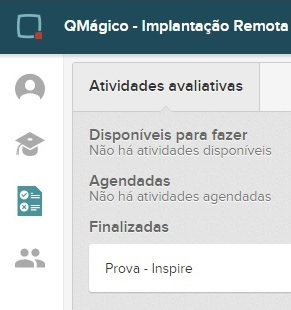 QMágico - Implantação Remota
Atividades avaliativas
Disponíveis para fazer
Não há atividades disponíveis
Agendadas
Não há atividades agendadas
Finalizadas
Prova - Inspire